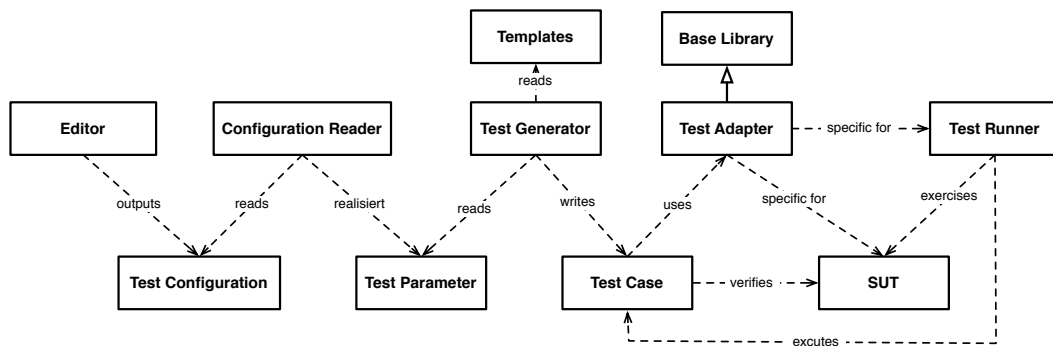 Templates
Base Library
reads
Editor
Configuration Reader
Test Generator
Test Adapter
specific for
Test Runner
outputs
reads
realisiert
reads
writes
uses
specific for
exercises
Test Configuration
Test Parameter
Test Case
verifies
SUT
excutes